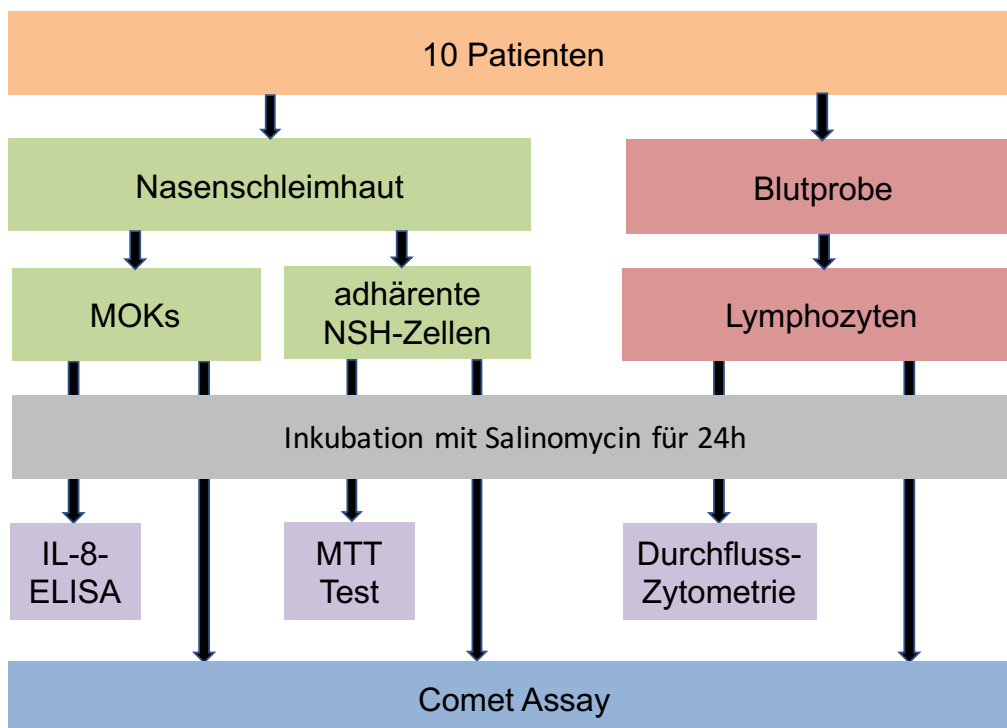 10 Patienten
Nasenschleimhaut
Blutprobe
MOKs
adhärente
NSH-Zellen
Lymphozyten
Inkubation mit Salinomycin für 24h
IL-8-
ELISA
MTT
Test
Durchfluss-
Zytometrie
Comet Assay